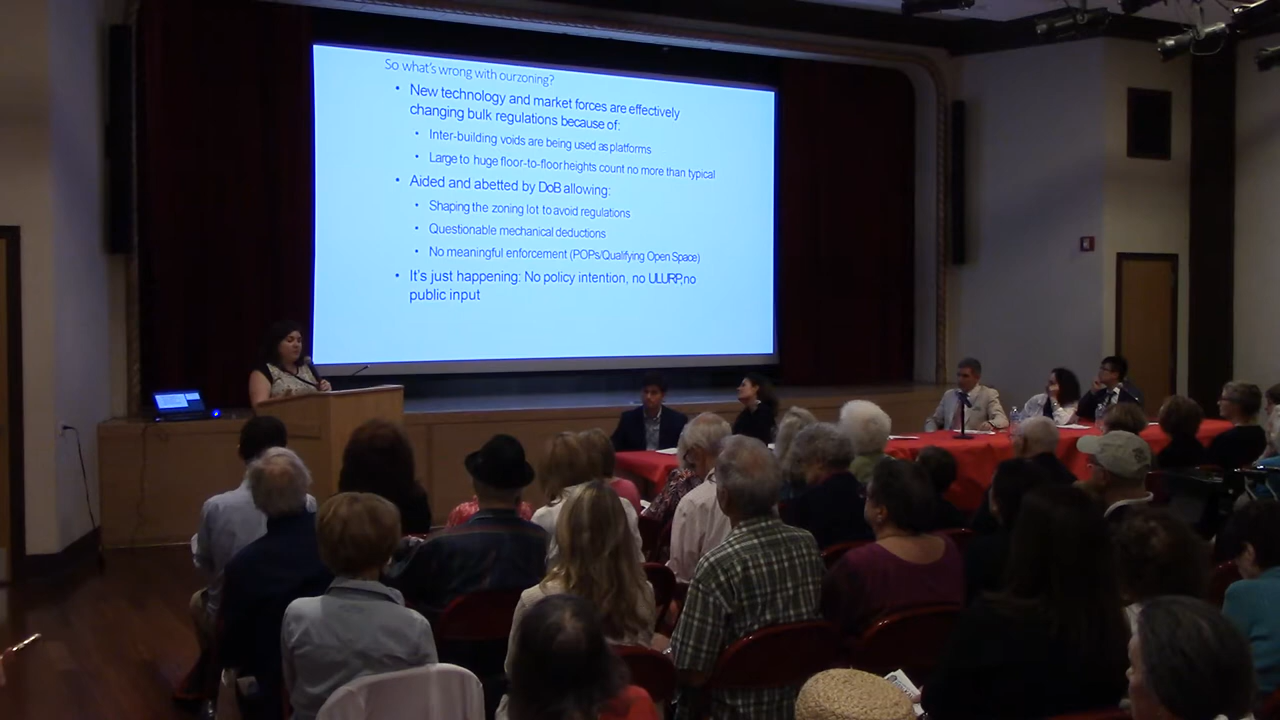 So what's wrong with ourzoning?
• New technology and market forces are effectively
changing bulk regulations because of:
• Inter-building voids are being used as platforms
• Large to huge floor-to-floorheights count no more than typical
• Aided and abetted by DoB allowing:
• Shaping the zoning lot to avoid regulations
• Questionable mechanical deductions
• No meaningful enforcement (POPs/Qualifying Open Space)
• It's just happening: No policy intention, no ULURP,no
public input